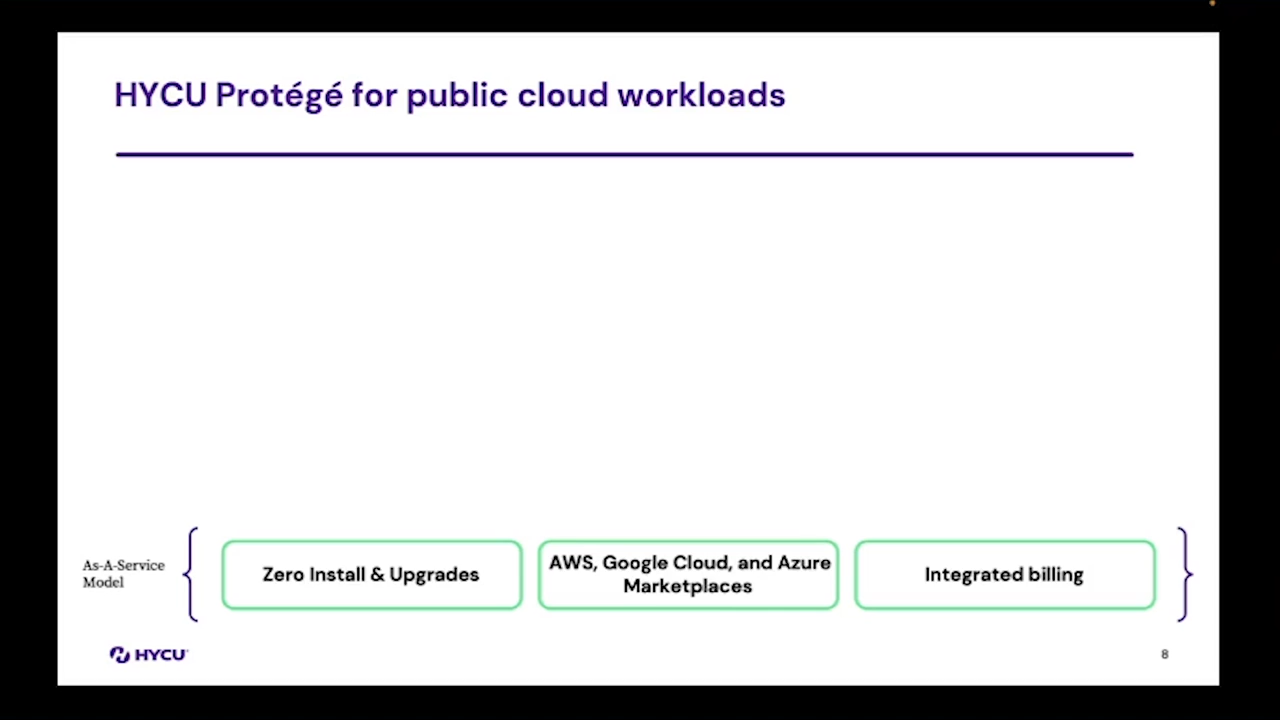 HYCU Protégé for public cloud workloads
As-A-Service
Model
Zero Install & Upgrades
AWS, Google Cloud, and Azure
Marketplaces
Integrated billing
HYCU
8